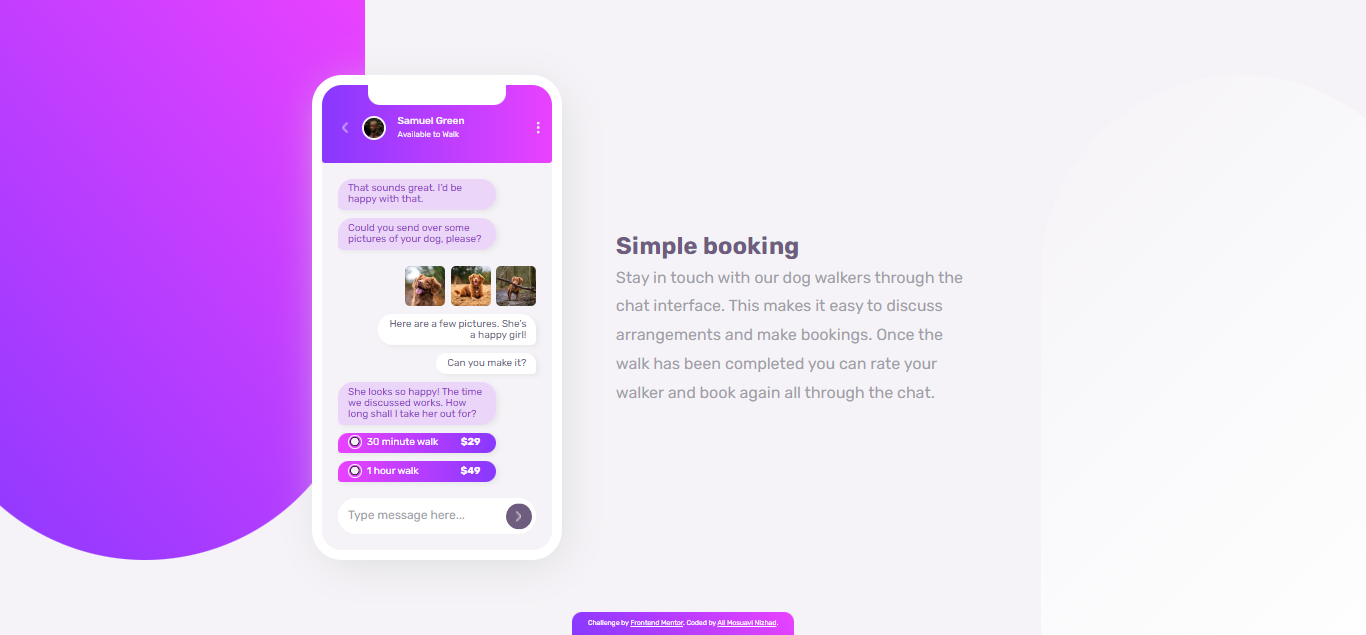 Samuel Green
Available to Walk
That sounds great. I'd be
happy with that.
Could you send over some
pictures of your dog, please?
Here are a few pictures. She's
a happy girl!
Can you make it?
She looks so happy! The time
we discussed works. How
long shall I take her out for?
30 minute walk $29
1 hour walk $49
Type message here...
Simple booking
Stay in touch with our dog walkers through the
chat interface. This makes it easy to discuss
arrangements and make bookings. Once the
walk has been completed you can rate your
walker and book again all through the chat.
Challenge by Frontend Mentor. Coded by Ali Mosuavi Nizhad.